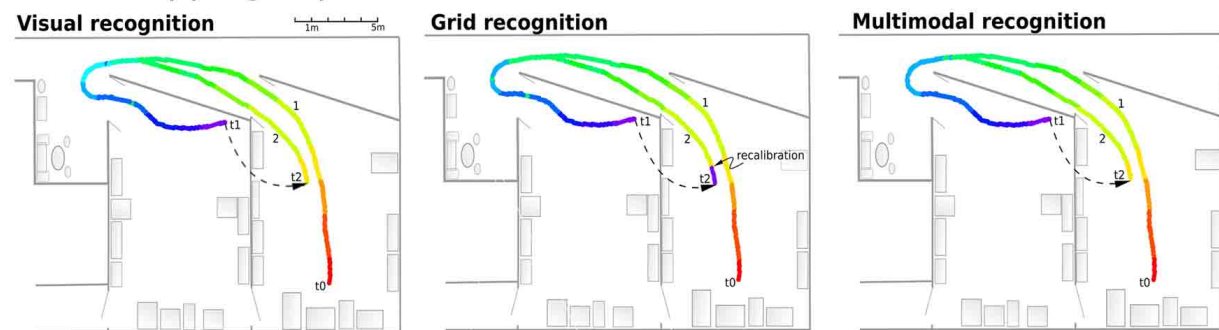 Visual recognition
1m 5m
1
t1
2
t2
t0
Grid recognition
1
t1
2
recalibration
t2
t0
Multimodal recognition
1
t1
2
t2
t0